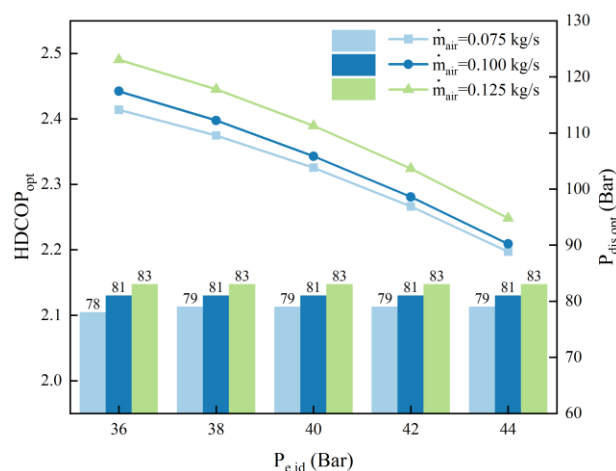 ṁair=0.075 kg/s
ṁair=0.100 kg/s
ṁair=0.125 kg/s
HDCOPopt
2.5
2.4
2.3
2.2
2.1
2.0
130
120
110
100
90
80
70
60
Pdis,opt (Bar)
78 81 83 79 81 83 79 81 83 79 81 83 79 81 83
36 38 40 42 44
Pe,id (Bar)